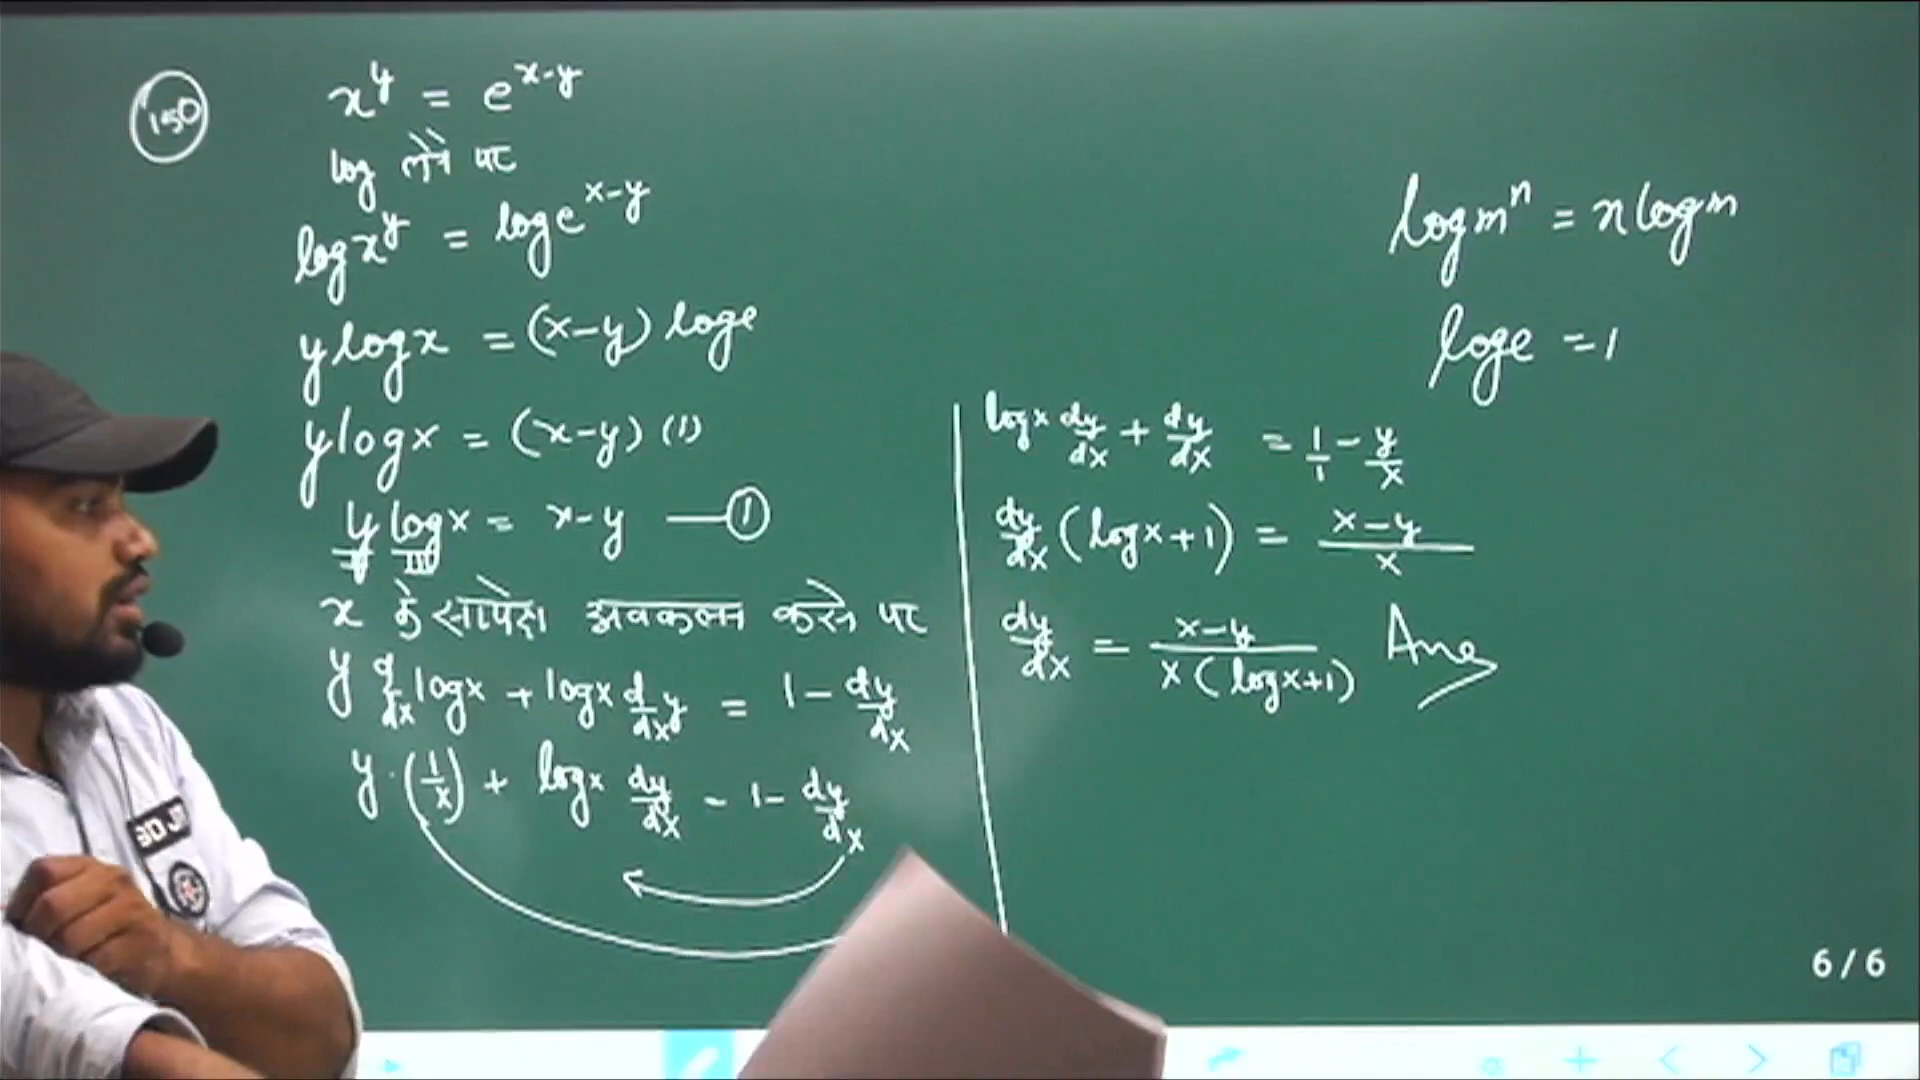 150
x^y = e^{x-y}
log लेने पर
log x^y = log e^{x-y}
y log x = (x-y) log e
y log x = (x-y) (1)
y log x = x-y —①
I II
x के सापेक्ष अवकलन करने पर
y d/dx log x + log x d/dx y = 1 - dy/dx
y · (1/x) + log x dy/dx - 1 - dy/dx
log m^n = n log m
log e = 1
log x dy/dx + dy/dx = 1/1 - y/x
dy/dx (log x + 1) = x-y/x
dy/dx = x-y/x (log x + 1) Ans
6 / 6